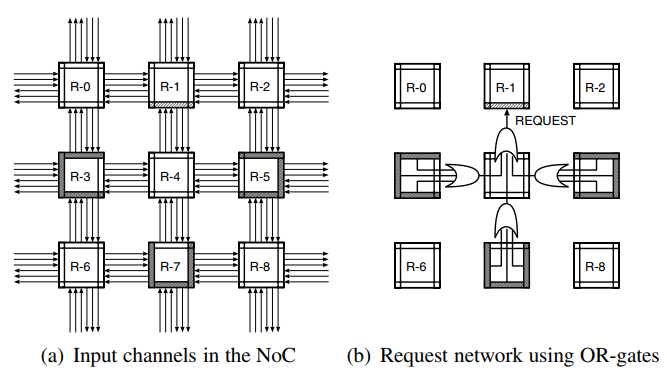 R-0 R-1 R-2
R-3 R-4 R-5
R-6 R-7 R-8
(a) Input channels in the NoC
R-0 R-1 R-2
REQUEST
R-6 R-8
(b) Request network using OR-gates